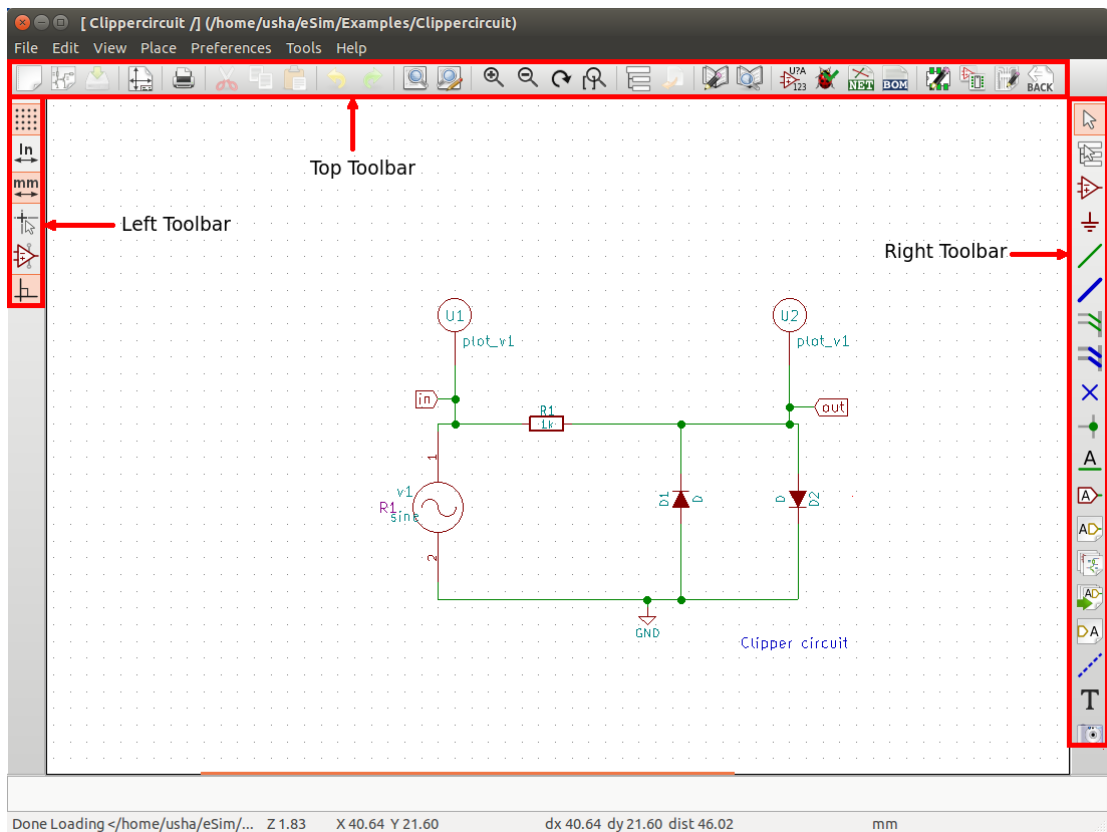 [ Clippercircuit /] (/home/usha/eSim/Examples/Clippercircuit)
File Edit View Place Preferences Tools Help
U?A
123
NET
BOM
BACK
In
mm
Top Toolbar
Left Toolbar
Right Toolbar
U1
plot_v1
U2
plot_v1
in
out
R1
1k
1
v1
R1
sine
2
D1
D
D
D2
GND
Clipper circuit
A
A
AD
AD
DA
T
Done Loading </home/usha/eSim/... Z 1.83 X 40.64 Y 21.60 dx 40.64 dy 21.60 dist 46.02 mm